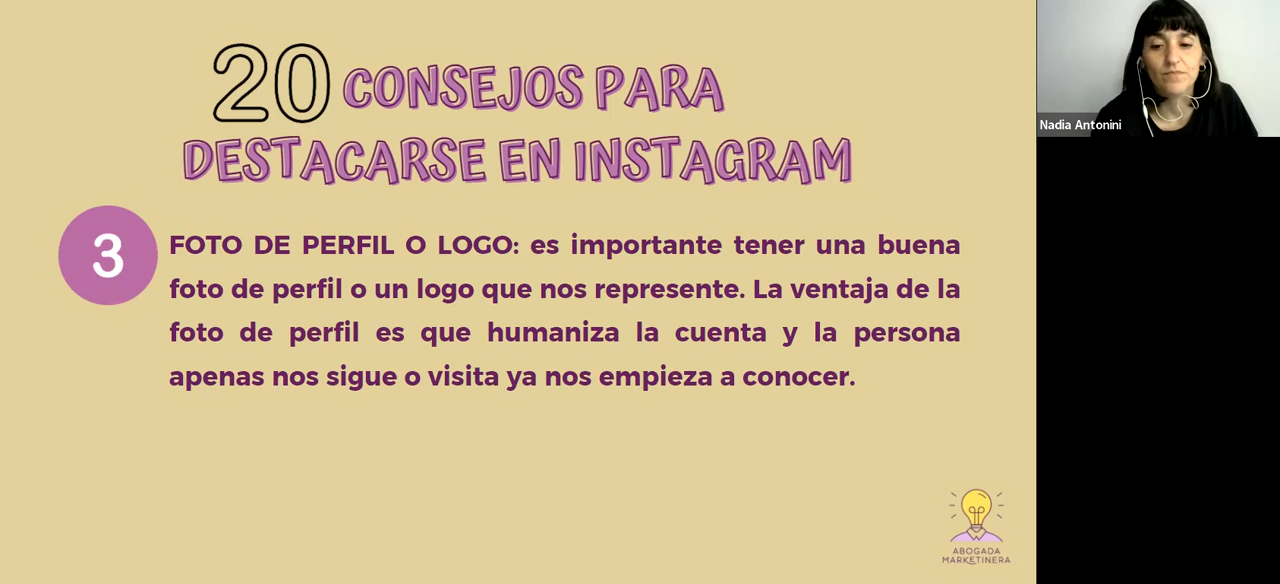 20 CONSEJOS PARA
DESTACARSE EN INSTAGRAM
3
FOTO DE PERFIL O LOGO: es importante tener una buena
foto de perfil o un logo que nos represente. La ventaja de la
foto de perfil es que humaniza la cuenta y la persona
apenas nos sigue o visita ya nos empieza a conocer.
ABOGADA
MARKETINERA
Nadia Antonini